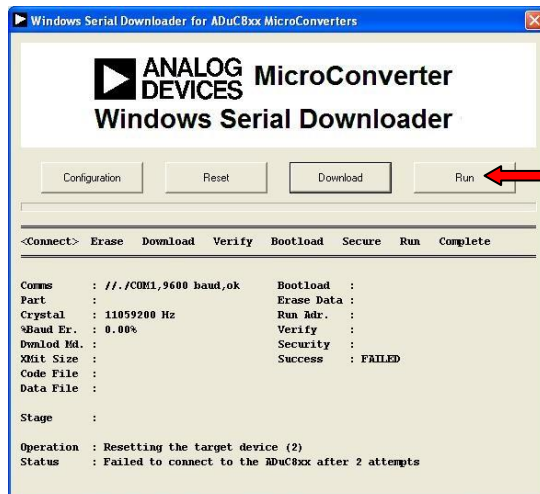 Windows Serial Downloader for ADuC8xx MicroConverters
ANALOG DEVICES MicroConverter
Windows Serial Downloader
Configuration Reset Download Run
<Connect> Erase Download Verify Bootload Secure Run Complete
Comms : //./COM1,9600 baud,ok Bootload :
Part : Erase Data :
Crystal : 11059200 Hz Run Adr. :
%Baud Er. : 0.00% Verify :
Dwnlod Md. : Security :
XMit Size : Success : FAILED
Code File :
Data File :
Stage :
Operation : Resetting the target device (2)
Status : Failed to connect to the ADuC8xx after 2 attempts